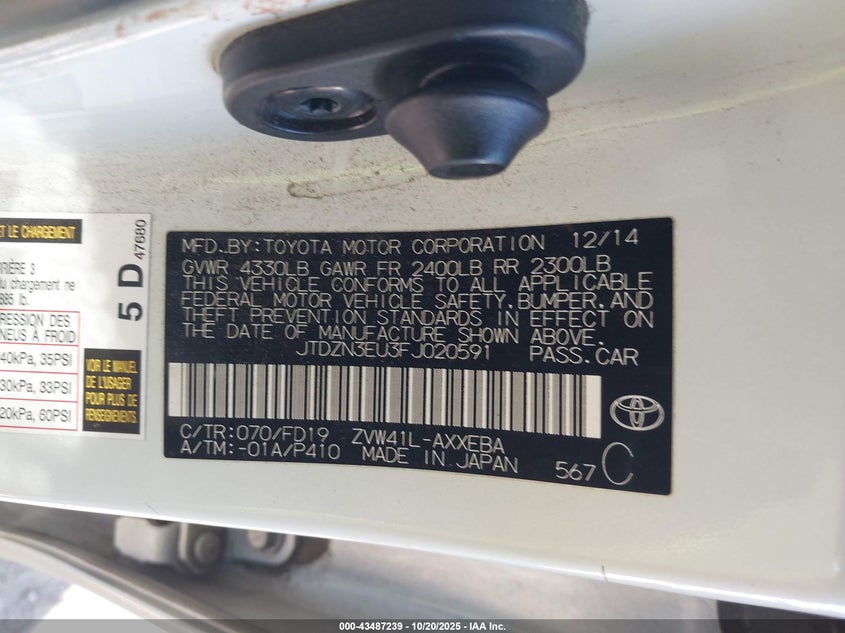 ET LE CHARGEMENT
RIÈRE 3
du chargement ne
885 lb.
RESSION DES
NEUS À FROID
40kPa, 35PSI
30kPa, 33PSI
20kPa, 60PSI
VOIR LE MANUEL
DE L'USAGER
POUR PLUS DE
RENSEIGNEMENTS
5 D 47680
MFD.BY:TOYOTA MOTOR CORPORATION 12/14
GVWR 4330LB GAWR FR 2400LB RR 2300LB
THIS VEHICLE CONFORMS TO ALL APPLICABLE
FEDERAL MOTOR VEHICLE SAFETY,BUMPER,AND
THEFT PREVENTION STANDARDS IN EFFECT ON
THE DATE OF MANUFACTURE SHOWN ABOVE.
JTDZN3EU3FJ020591 PASS.CAR
C/TR:070/FD19 ZVW41L-AXXEBA
A/TM:-01A/P410 MADE IN JAPAN 567 C
000-43487239 - 10/20/2025 - IAA Inc.